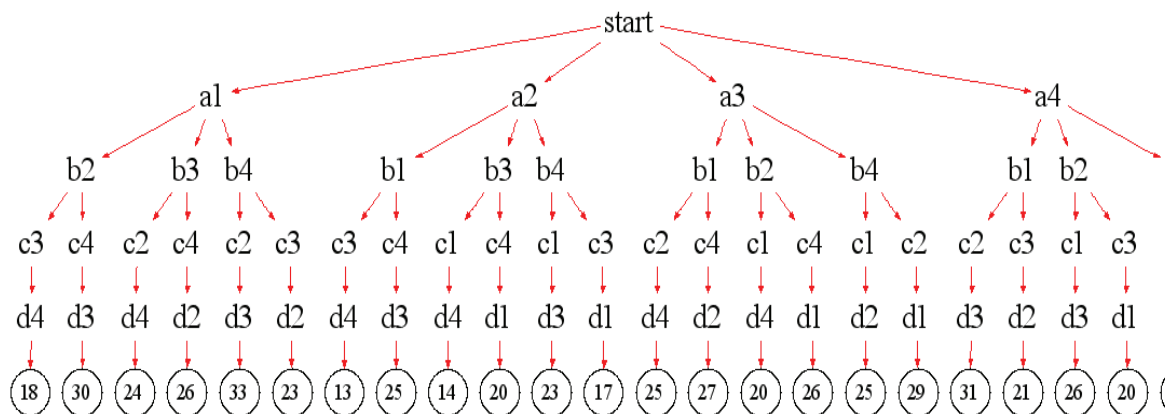 start
a1 a2 a3 a4
b2 b3 b4 b1 b3 b4 b1 b2 b4 b1 b2
c3 c4 c2 c4 c2 c3 c3 c4 c1 c4 c1 c3 c2 c4 c1 c4 c1 c2 c2 c3 c1 c3
d4 d3 d4 d2 d3 d2 d4 d3 d4 d1 d3 d1 d4 d2 d4 d1 d2 d1 d3 d2 d3 d1
18 30 24 26 33 23 13 25 14 20 23 17 25 27 20 26 25 29 31 21 26 20